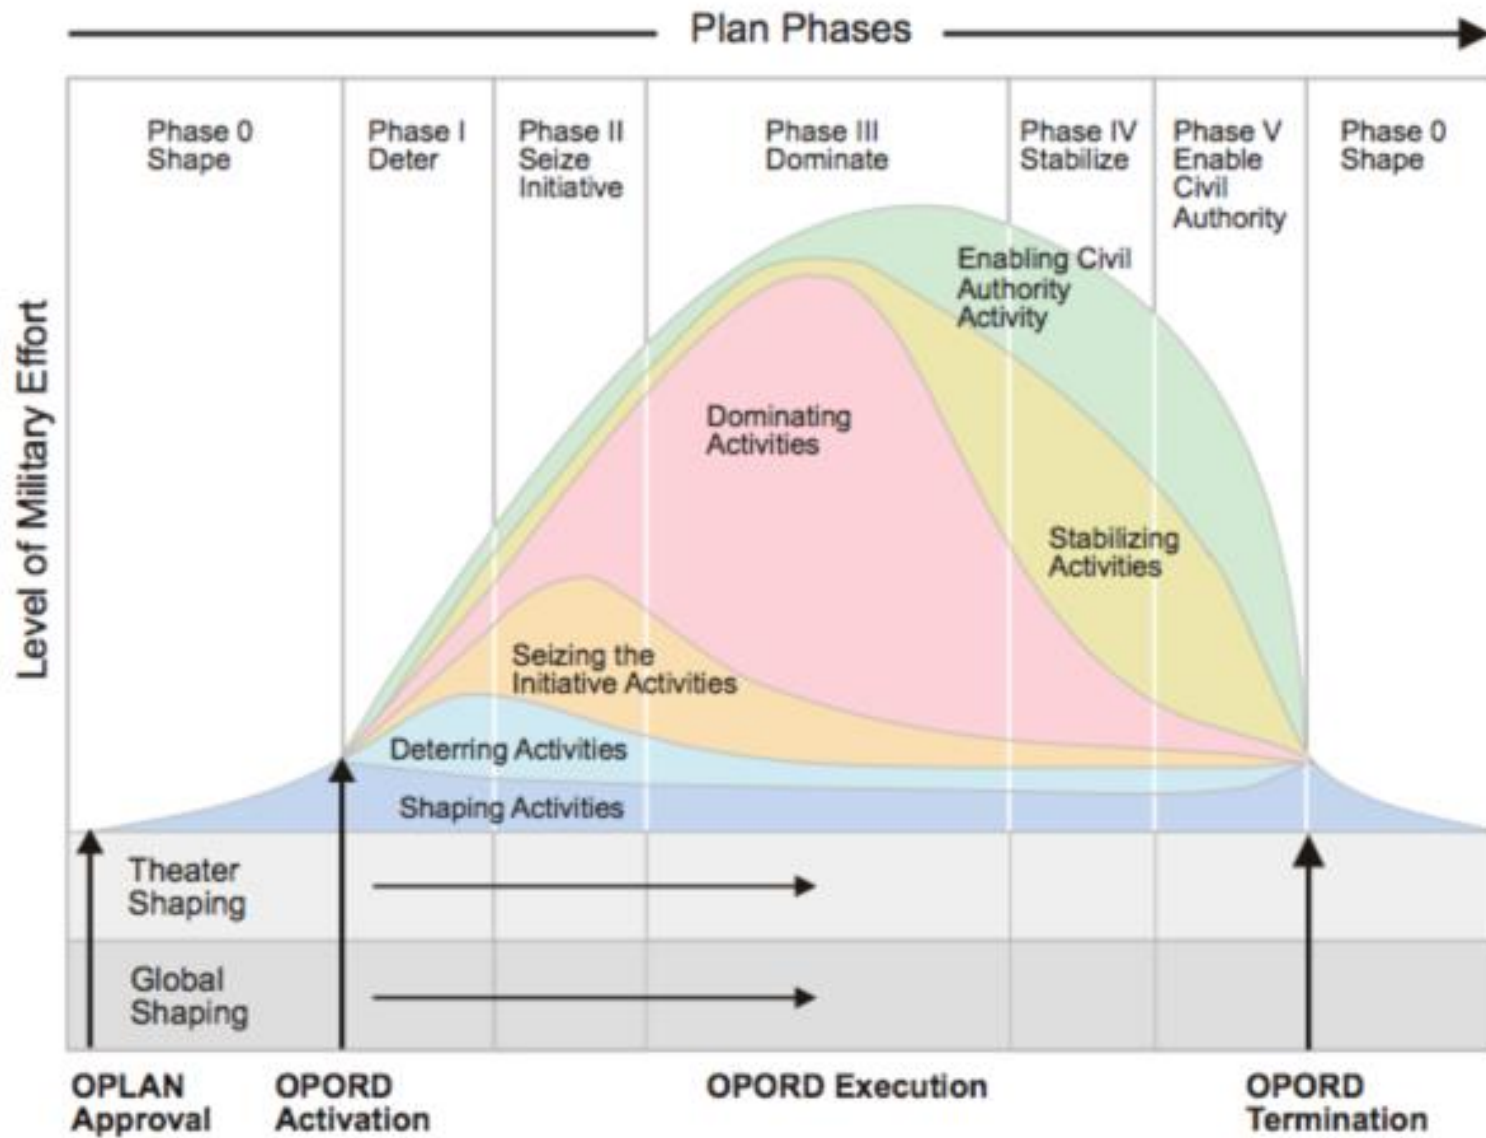 Plan Phases
Phase 0
Shape
Phase I
Deter
Phase II
Seize
Initiative
Phase III
Dominate
Phase IV
Stabilize
Phase V
Enable
Civil
Authority
Phase 0
Shape
Level of Military Effort
Enabling Civil
Authority
Activity
Dominating
Activities
Stabilizing
Activities
Seizing the
Initiative Activities
Deterring Activities
Shaping Activities
Theater
Shaping
Global
Shaping
OPLAN
Approval
OPORD
Activation
OPORD Execution
OPORD
Termination